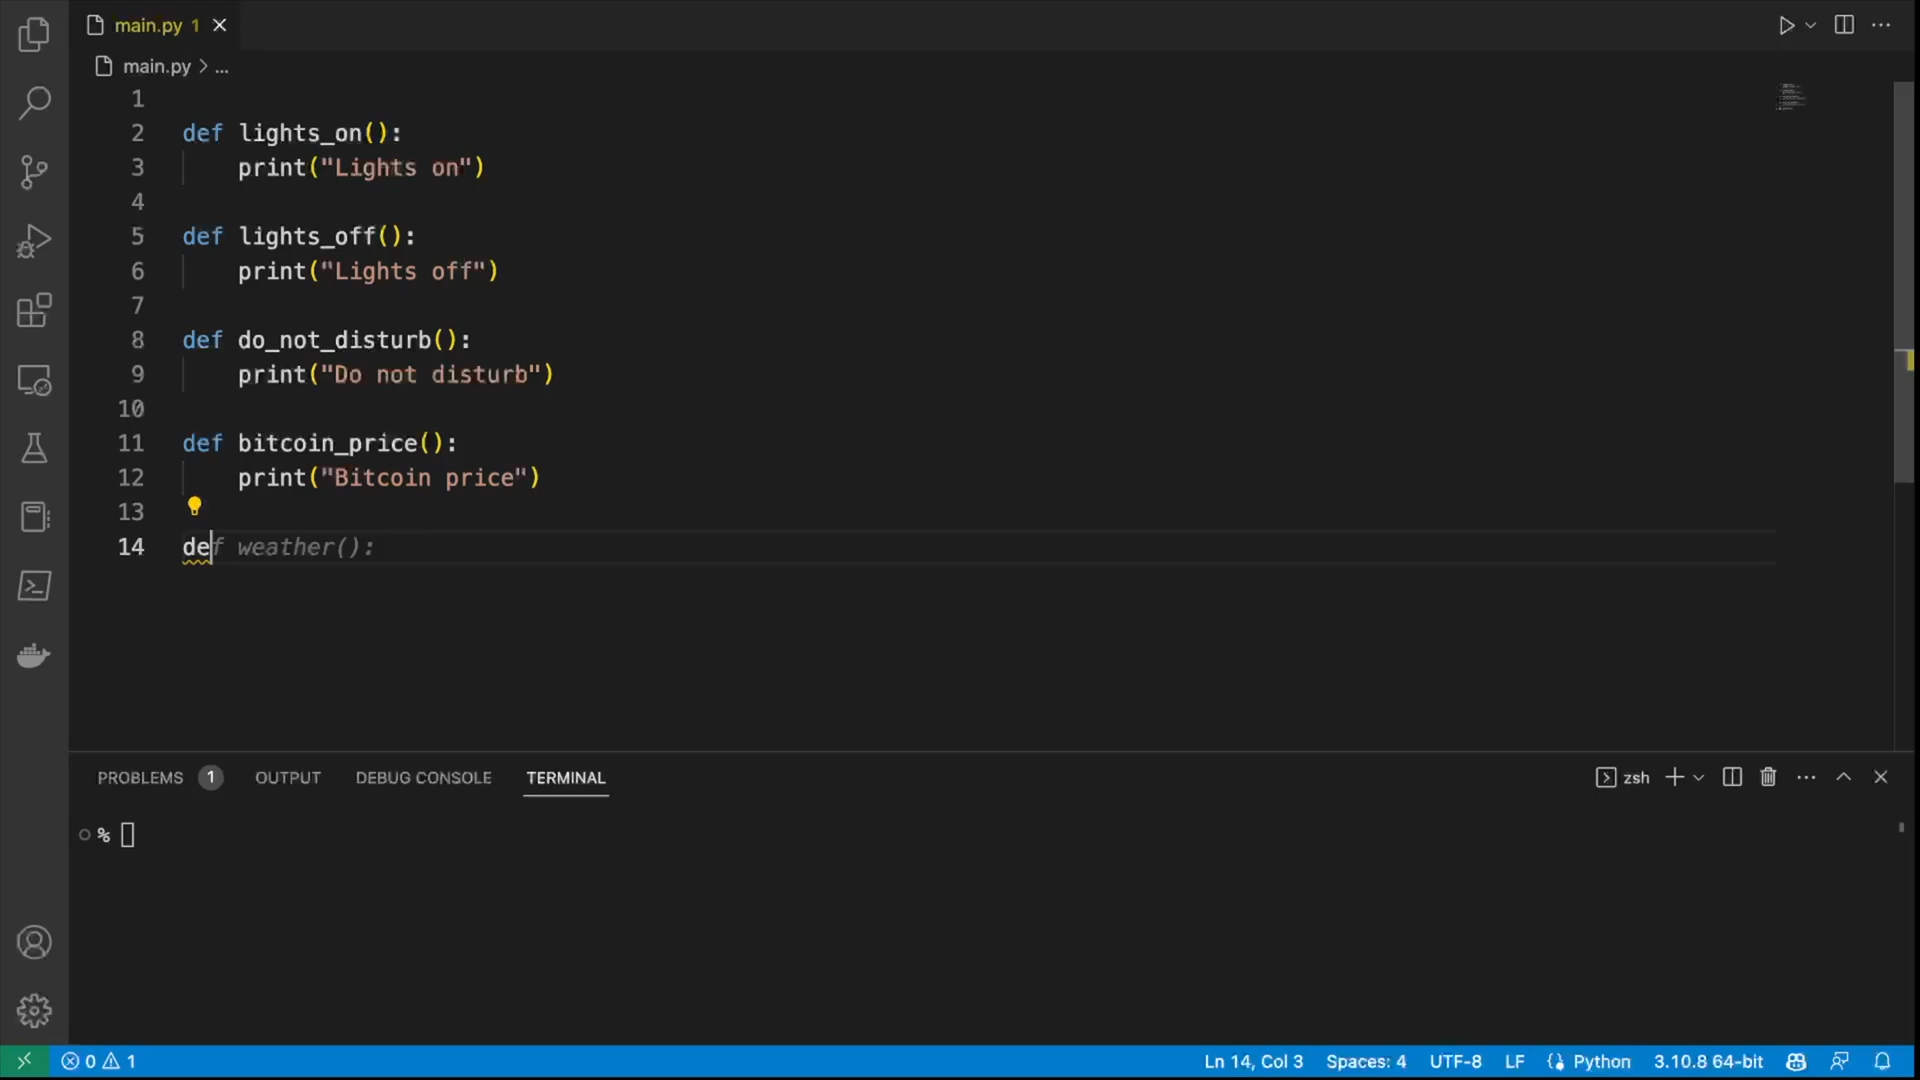 main.py 1
main.py > ...
1
2 def lights_on():
3 print("Lights on")
4
5 def lights_off():
6 print("Lights off")
7
8 def do_not_disturb():
9 print("Do not disturb")
10
11 def bitcoin_price():
12 print("Bitcoin price")
13
14 def weather():
PROBLEMS 1 OUTPUT DEBUG CONSOLE TERMINAL zsh
%
0 1 Ln 14, Col 3 Spaces: 4 UTF-8 LF Python 3.10.8 64-bit